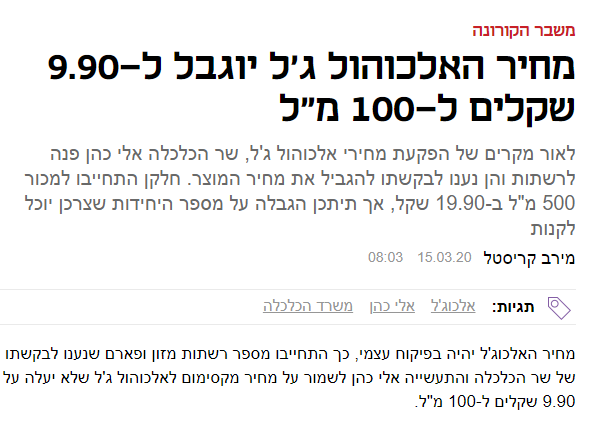 משבר הקורונה
מחיר האלכוהול ג'ל יוגבל ל-9.90
שקלים ל-100 מ"ל
לאור מקרים של הפקעת מחירי אלכוהול ג'ל, שר הכלכלה אלי כהן פנה
לרשתות והן נענו לבקשתו להגביל את מחיר המוצר. חלקן התחייבו למכור
500 מ"ל ב-19.90 שקל, אך תיתכן הגבלה על מספר היחידות שצרכן יוכל
לקנות
מירב קריסטל 15.03.20 08:03
תגיות: אלכוג'ל אלי כהן משרד הכלכלה
מחיר האלכוג'ל יהיה בפיקוח עצמי, כך התחייבו מספר רשתות מזון ופארם שנענו לבקשתו
של שר הכלכלה והתעשייה אלי כהן לשמור על מחיר מקסימום לאלכוהול ג'ל שלא יעלה על
9.90 שקלים ל-100 מ"ל.